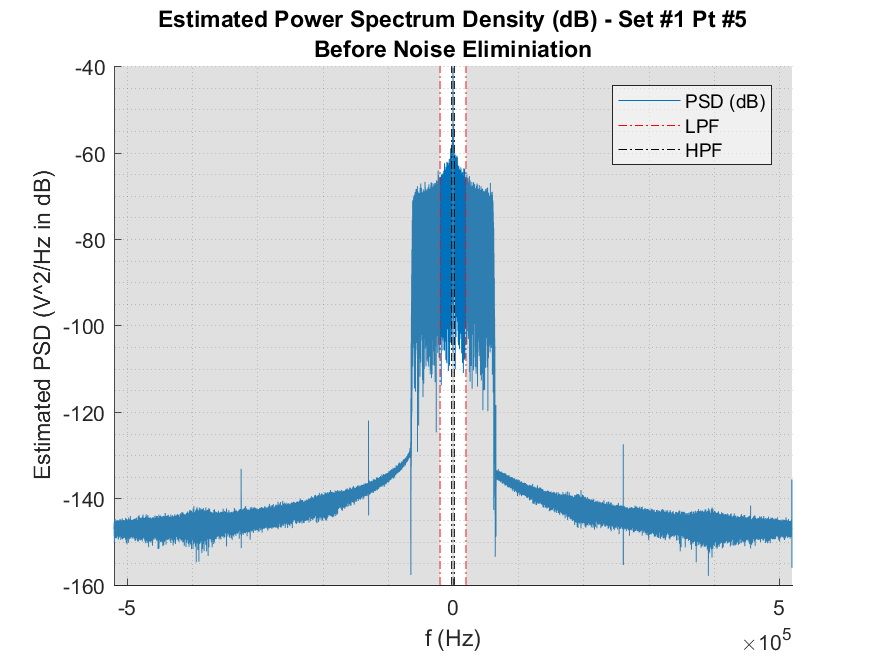 Estimated Power Spectrum Density (dB) - Set #1 Pt #5
Before Noise Eliminiation
-40
-60
-80
-100
-120
-140
-160
Estimated PSD (V^2/Hz in dB)
PSD (dB)
LPF
HPF
-5
0
5
f (Hz)
×10^5